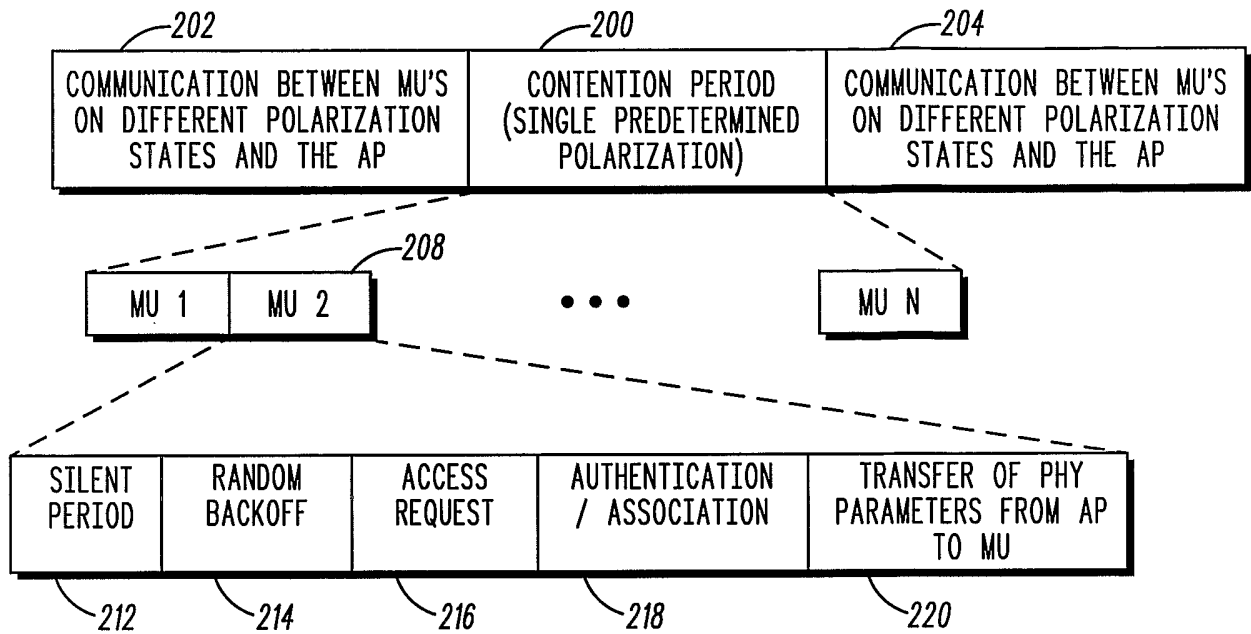 202
200
204
COMMUNICATION BETWEEN MU'S
ON DIFFERENT POLARIZATION
STATES AND THE AP
CONTENTION PERIOD
(SINGLE PREDETERMINED
POLARIZATION)
COMMUNICATION BETWEEN MU'S
ON DIFFERENT POLARIZATION
STATES AND THE AP
208
MU 1
MU 2
•••
MU N
SILENT
PERIOD
RANDOM
BACKOFF
ACCESS
REQUEST
AUTHENTICATION
/ ASSOCIATION
TRANSFER OF PHY
PARAMETERS FROM AP
TO MU
212
214
216
218
220